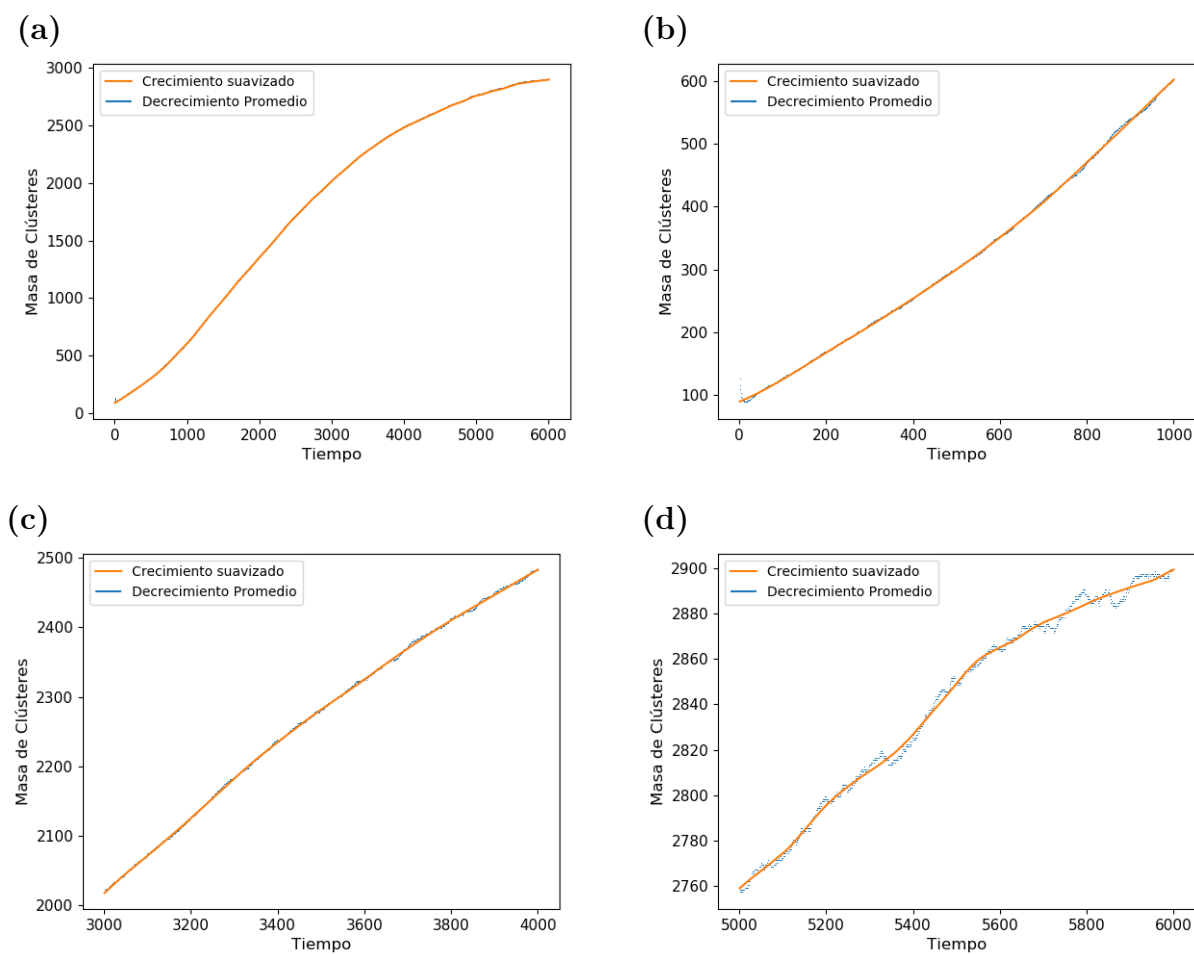 (a)
3000
2500
2000
1500
1000
500
0
Masa de Clústeres
Crecimiento suavizado
Decrecimiento Promedio
0 1000 2000 3000 4000 5000 6000
Tiempo
(b)
600
500
400
300
200
100
Masa de Clústeres
Crecimiento suavizado
Decrecimiento Promedio
0 200 400 600 800 1000
Tiempo
(c)
2500
2400
2300
2200
2100
2000
Masa de Clústeres
Crecimiento suavizado
Decrecimiento Promedio
3000 3200 3400 3600 3800 4000
Tiempo
(d)
2900
2880
2860
2840
2820
2800
2780
2760
Masa de Clústeres
Crecimiento suavizado
Decrecimiento Promedio
5000 5200 5400 5600 5800 6000
Tiempo